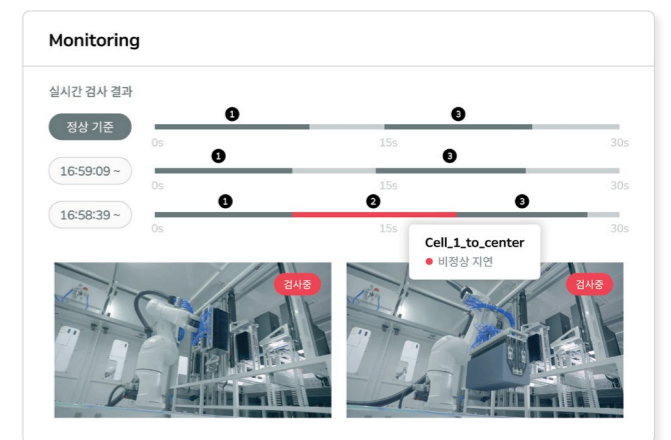 Monitoring
실시간 검사 결과
정상 기준
1 3
0s 15s 30s
16:59:09 ~
1 3
0s 15s 30s
16:58:39 ~
1 2 3
0s 15s 30s
Cell_1_to_center
비정상 지연
검사중 검사중